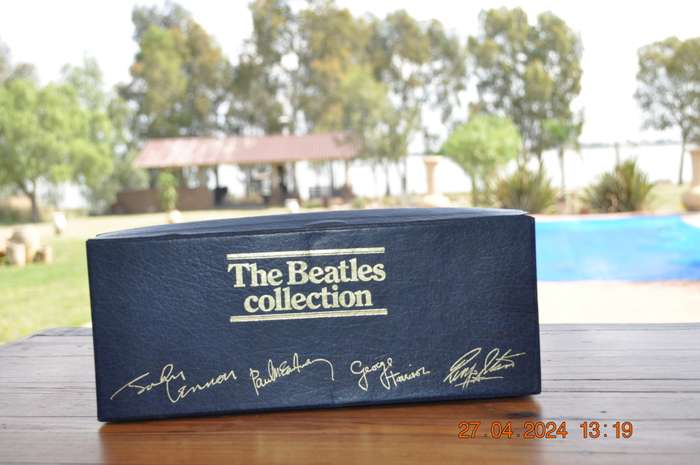 The Beatles
collection
John Lennon Paul McCartney George Harrison Ringo Starr
27.04.2024 13:19